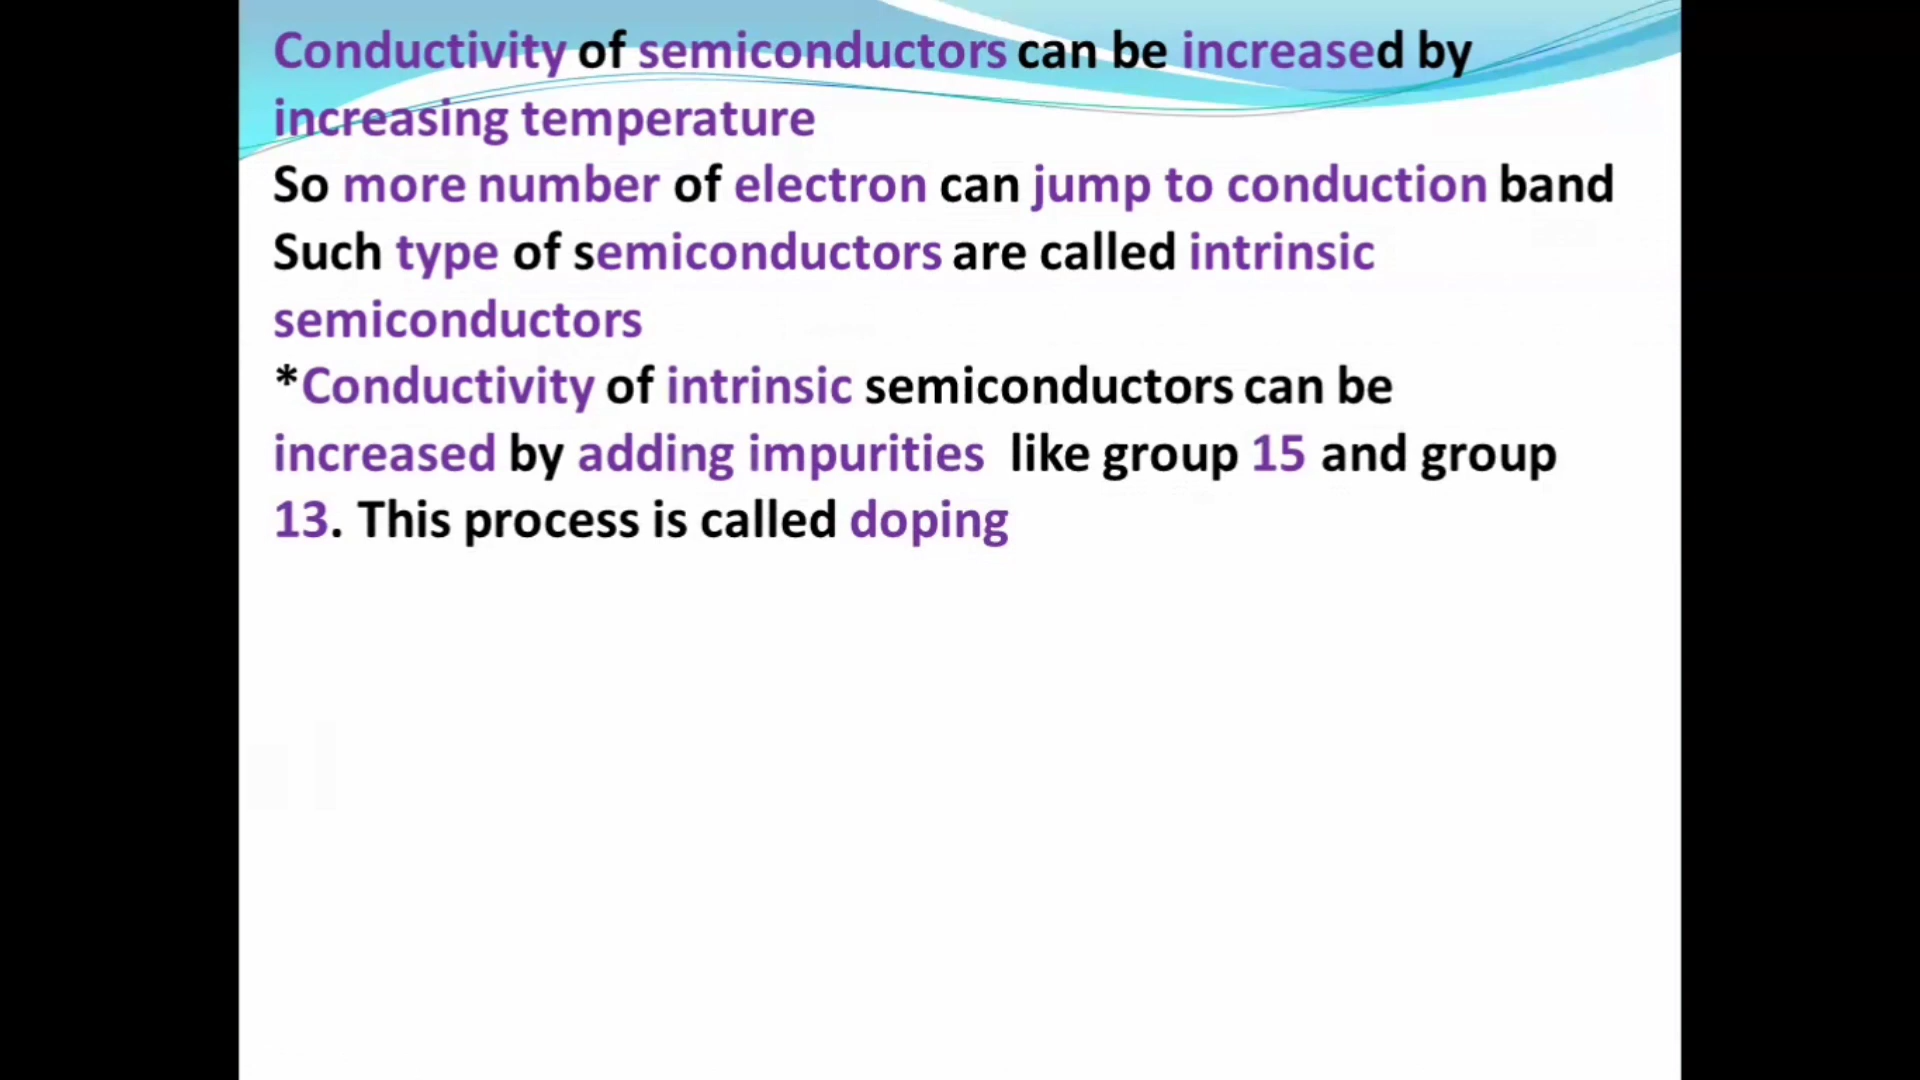 Conductivity of semiconductors can be increased by
increasing temperature
So more number of electron can jump to conduction band
Such type of semiconductors are called intrinsic
semiconductors
*Conductivity of intrinsic semiconductors can be
increased by adding impurities like group 15 and group
13. This process is called doping